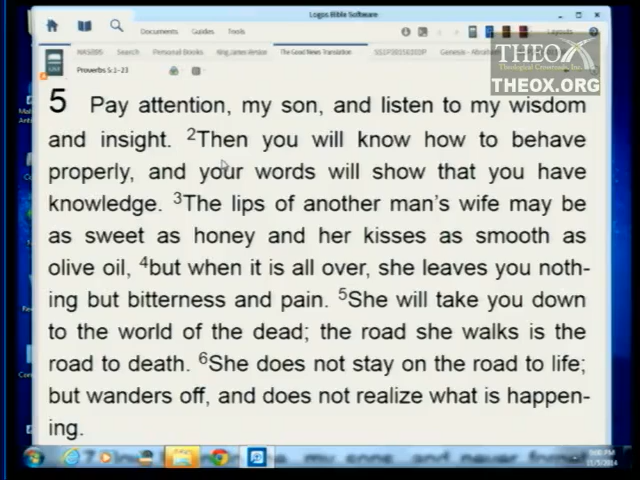 Logos Bible Software
Documents Guides Tools Layouts
NASB95 Search Personal Books King James Version The Good News Translation
Proverbs 5:1–23
THEOX
THEOX.ORG
5 Pay attention, my son, and listen to my wisdom
and insight. 2Then you will know how to behave
properly, and your words will show that you have
knowledge. 3The lips of another man's wife may be
as sweet as honey and her kisses as smooth as
olive oil, 4but when it is all over, she leaves you noth-
ing but bitterness and pain. 5She will take you down
to the world of the dead; the road she walks is the
road to death. 6She does not stay on the road to life;
but wanders off, and does not realize what is happen-
ing.